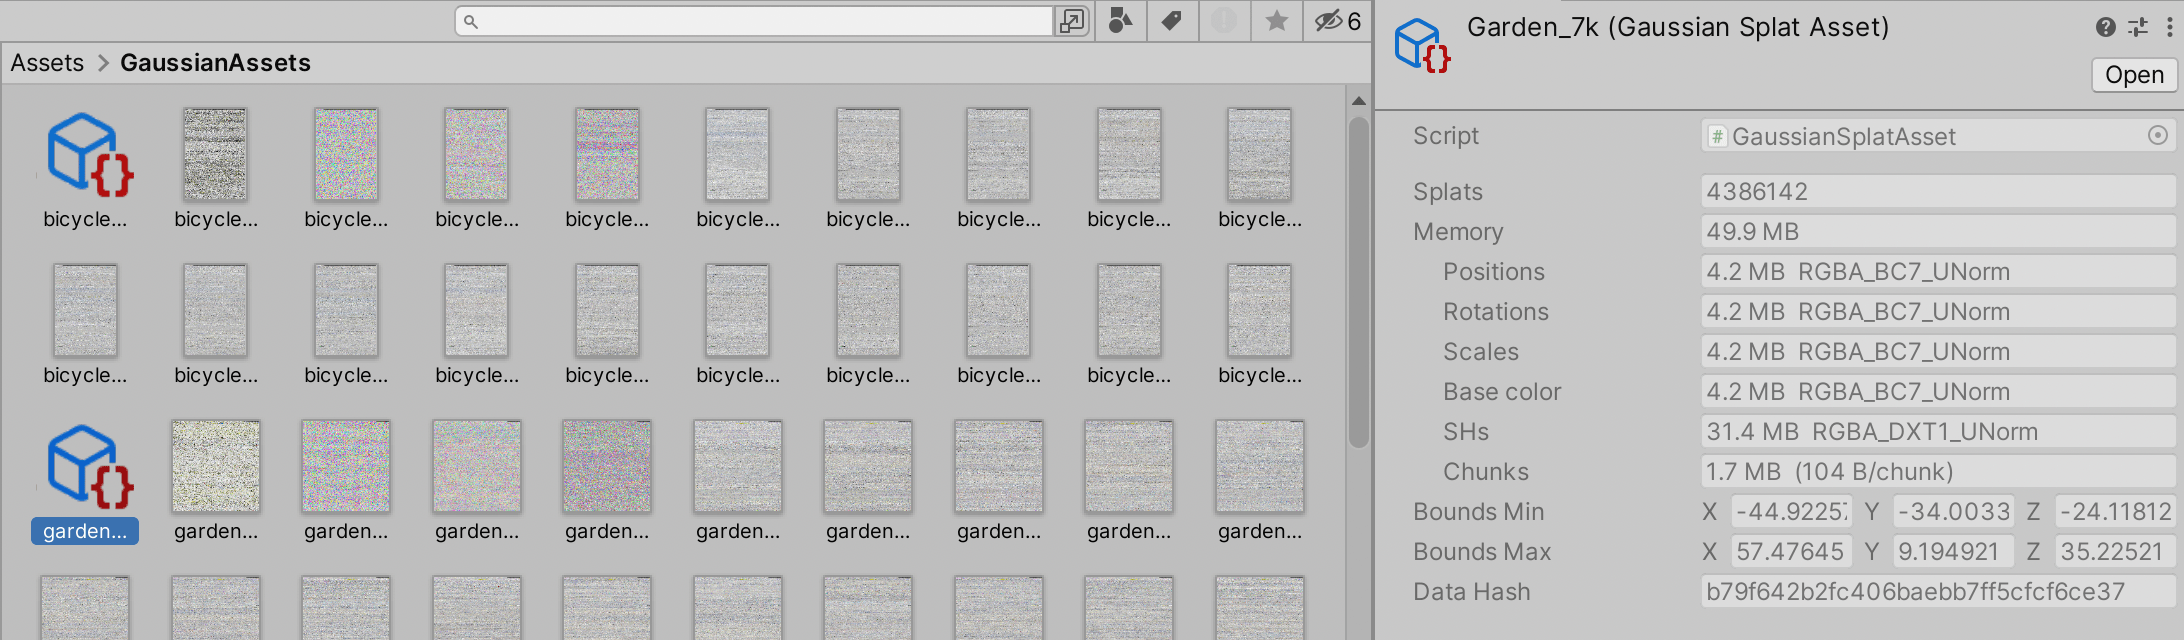 6
Assets > GaussianAssets
bicycle... bicycle... bicycle... bicycle... bicycle... bicycle... bicycle... bicycle... bicycle... bicycle...
bicycle... bicycle... bicycle... bicycle... bicycle... bicycle... bicycle... bicycle... bicycle... bicycle...
garden... garden... garden... garden... garden... garden... garden... garden... garden... garden...
Garden_7k (Gaussian Splat Asset)
Open
Script # GaussianSplatAsset
Splats 4386142
Memory 49.9 MB
Positions 4.2 MB RGBA_BC7_UNorm
Rotations 4.2 MB RGBA_BC7_UNorm
Scales 4.2 MB RGBA_BC7_UNorm
Base color 4.2 MB RGBA_BC7_UNorm
SHs 31.4 MB RGBA_DXT1_UNorm
Chunks 1.7 MB (104 B/chunk)
Bounds Min X -44.9225 Y -34.0033 Z -24.11812
Bounds Max X 57.47645 Y 9.194921 Z 35.22521
Data Hash b79f642b2fc406baebb7ff5cfcf6ce37